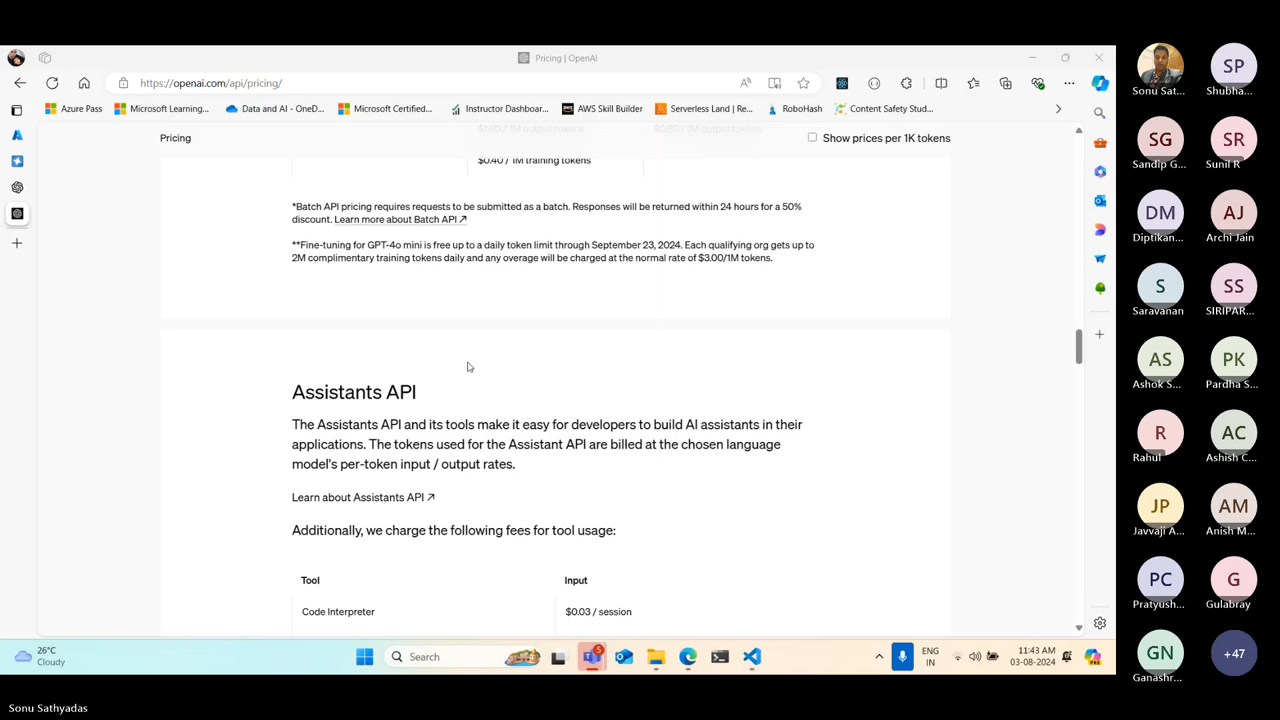 Pricing | OpenAI
https://openai.com/api/pricing/
Azure Pass
Microsoft Learning...
Data and AI - OneD...
Microsoft Certified...
Instructor Dashboar...
AWS Skill Builder
Serverless Land | Re...
RoboHash
Content Safety Stud...
Pricing
Show prices per 1K tokens
$0.40 / 1M training tokens
*Batch API pricing requires requests to be submitted as a batch. Responses will be returned within 24 hours for a 50%
discount. Learn more about Batch API ↗
**Fine-tuning for GPT-4o mini is free up to a daily token limit through September 23, 2024. Each qualifying org gets up to
2M complimentary training tokens daily and any overage will be charged at the normal rate of $3.00/1M tokens.
Assistants API
The Assistants API and its tools make it easy for developers to build AI assistants in their
applications. The tokens used for the Assistant API are billed at the chosen language
model's per-token input / output rates.
Learn about Assistants API ↗
Additionally, we charge the following fees for tool usage:
Tool
Input
Code Interpreter
$0.03 / session
26°C
Cloudy
Search
5
ENG
IN
11:43 AM
03-08-2024
Sonu Sat...
SP
Shubha...
SG
Sandip G...
SR
Sunil R
DM
Diptikan...
AJ
Archi Jain
S
Saravanan
SS
SIRIPAR...
AS
Ashok S...
PK
Pardha S...
R
Rahul
AC
Ashish C...
JP
Javvaji A...
AM
Anish M...
PC
Pratyush...
G
Gulabray
GN
Ganashr...
+47
Sonu Sathyadas